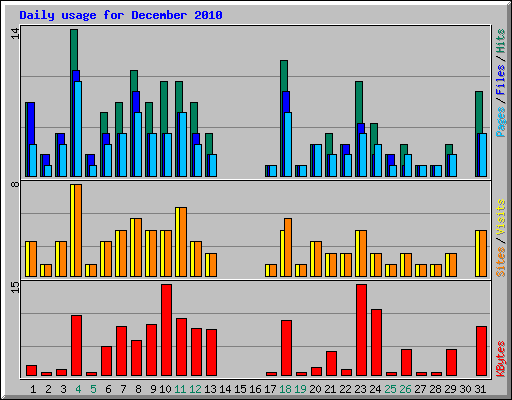 Daily usage for December 2010
14
Pages / Files / Hits
8
Sites / Visits
15
KBytes
1 2 3 4 5 6 7 8 9 10 11 12 13 14 15 16 17 18 19 20 21 22 23 24 25 26 27 28 29 30 31